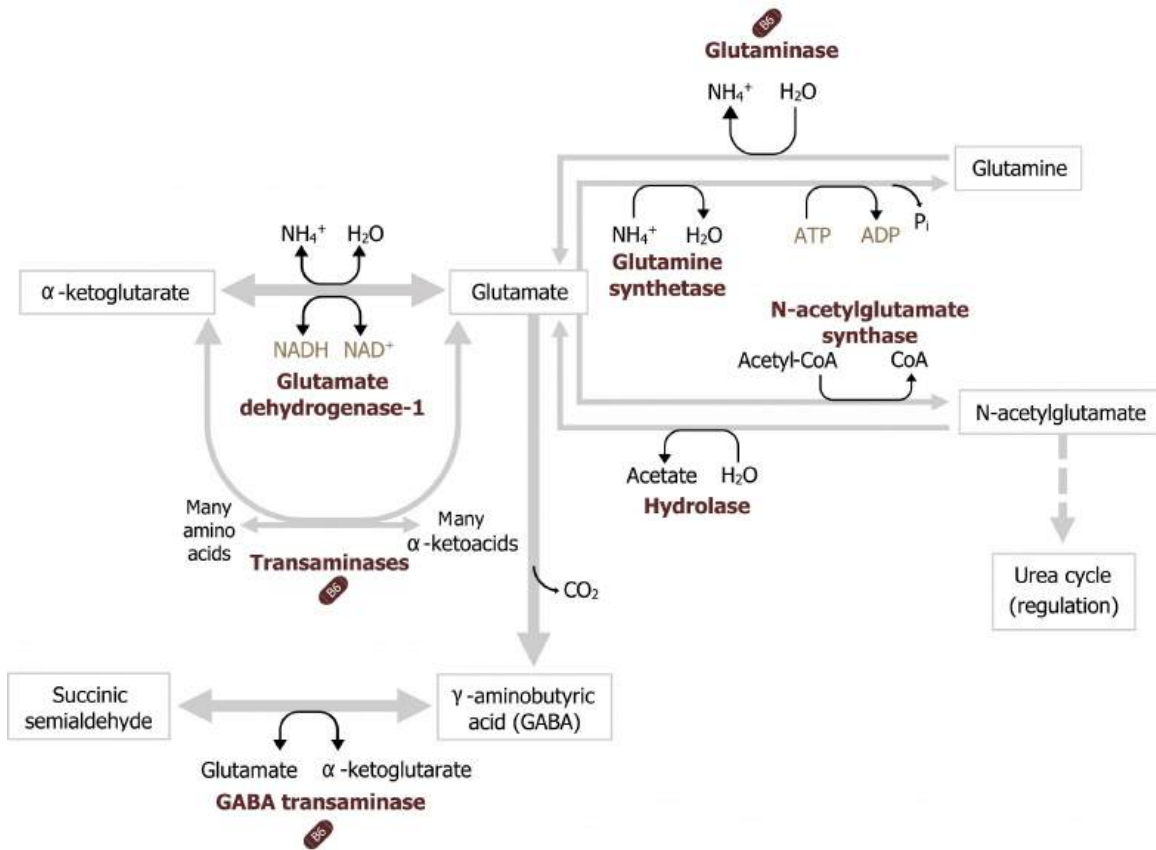 B6
Glutaminase
NH₄⁺ H₂O
Glutamine
NH₄⁺ H₂O
ATP ADP Pᵢ
Glutamine
synthetase
NH₄⁺ H₂O
α-ketoglutarate
Glutamate
NADH NAD⁺
Glutamate
dehydrogenase-1
N-acetylglutamate
synthase
Acetyl-CoA CoA
N-acetylglutamate
Acetate H₂O
Hydrolase
Many
amino
acids
Many
α-ketoacids
Transaminases
B6
CO₂
Urea cycle
(regulation)
Succinic
semialdehyde
γ-aminobutyric
acid (GABA)
Glutamate α-ketoglutarate
GABA transaminase
B6